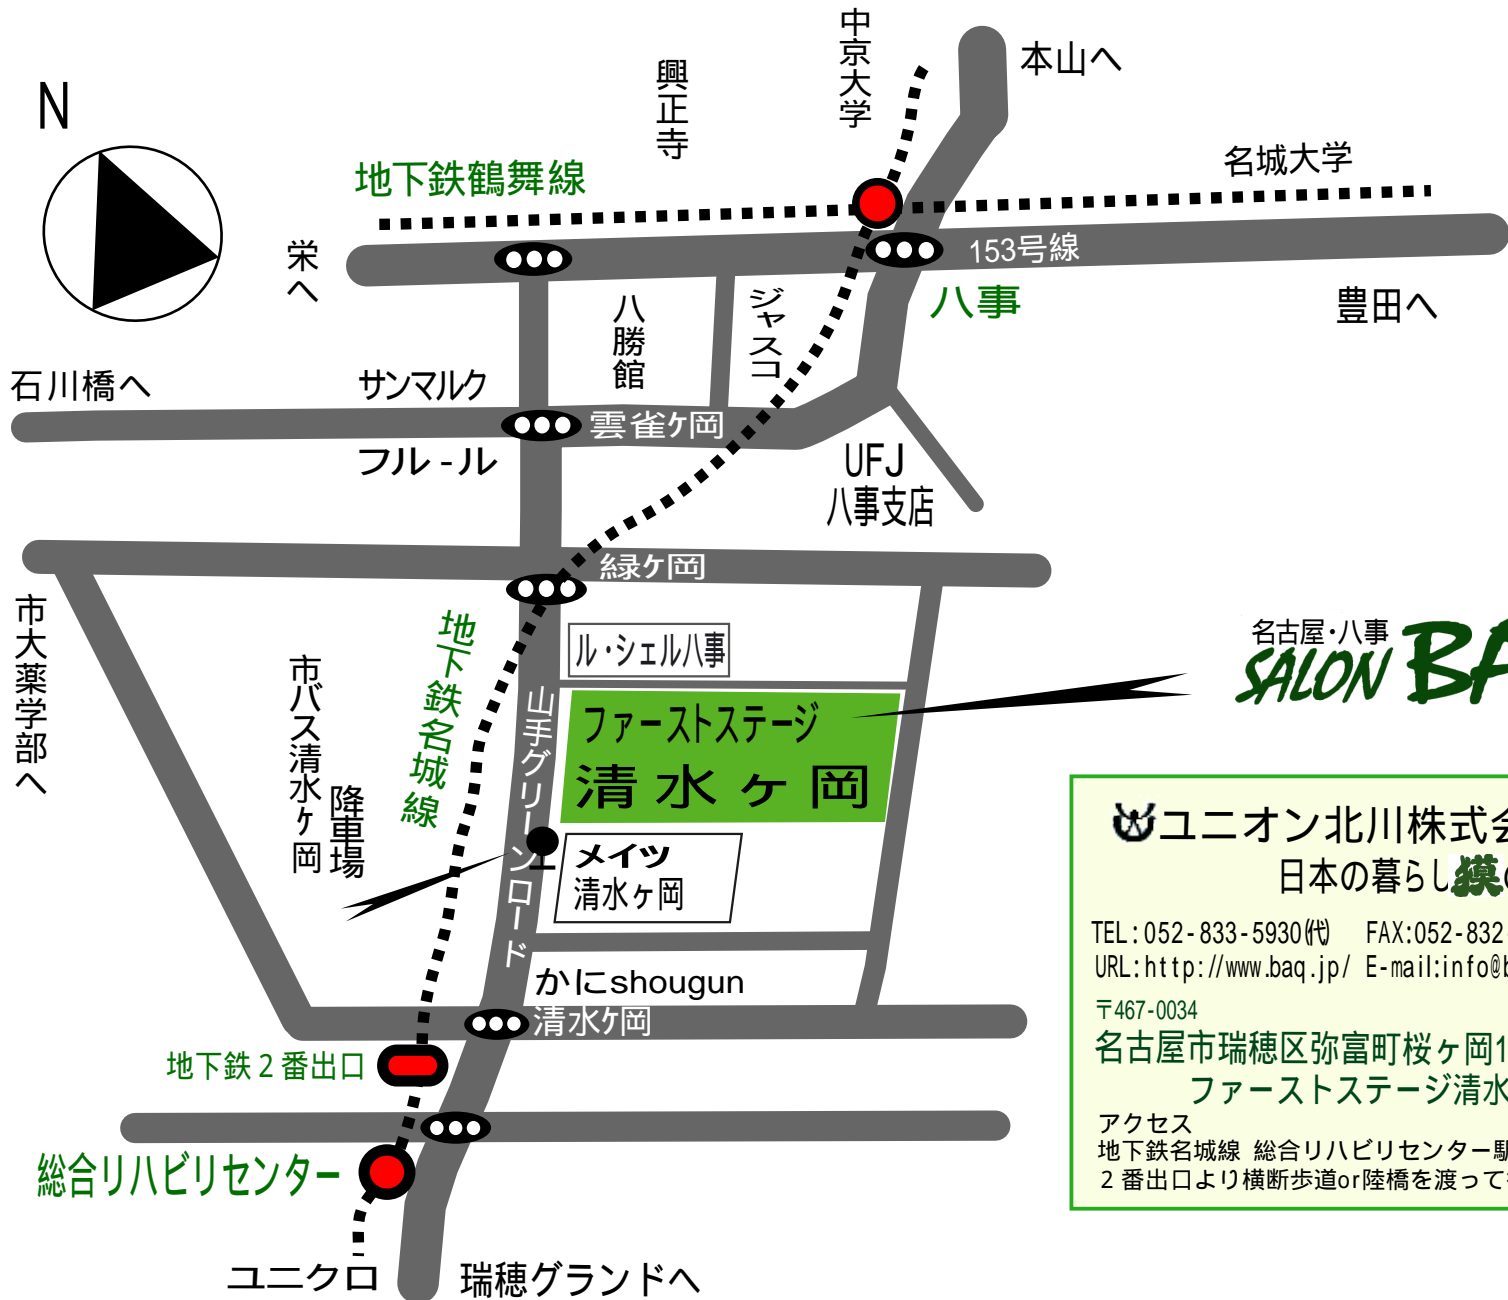 N
中京大学
本山へ
興正寺
名城大学
地下鉄鶴舞線
栄へ
153号線
八事
豊田へ
八勝館
ジャスコ
石川橋へ
サンマルク
雲雀ケ岡
フル-ル
UFJ
八事支店
緑ケ岡
市大薬学部へ
地下鉄名城線
ル・シェル八事
名古屋・八事
SALON BA
市バス清水ヶ岡
降車場
山手グリーンロード
ファーストステージ
清水ヶ岡
メイツ
清水ヶ岡
ユニオン北川株式会
日本の暮らし獏の
TEL:052-833-5930(代) FAX:052-832-
URL:http://www.baq.jp/ E-mail:info@b
かにshougun
清水ケ岡
〒467-0034
名古屋市瑞穂区弥富町桜ヶ岡1
ファーストステージ清水
地下鉄2番出口
アクセス
地下鉄名城線 総合リハビリセンター駅
2番出口より横断歩道or陸橋を渡って
総合リハビリセンター
ユニクロ
瑞穂グランドへ